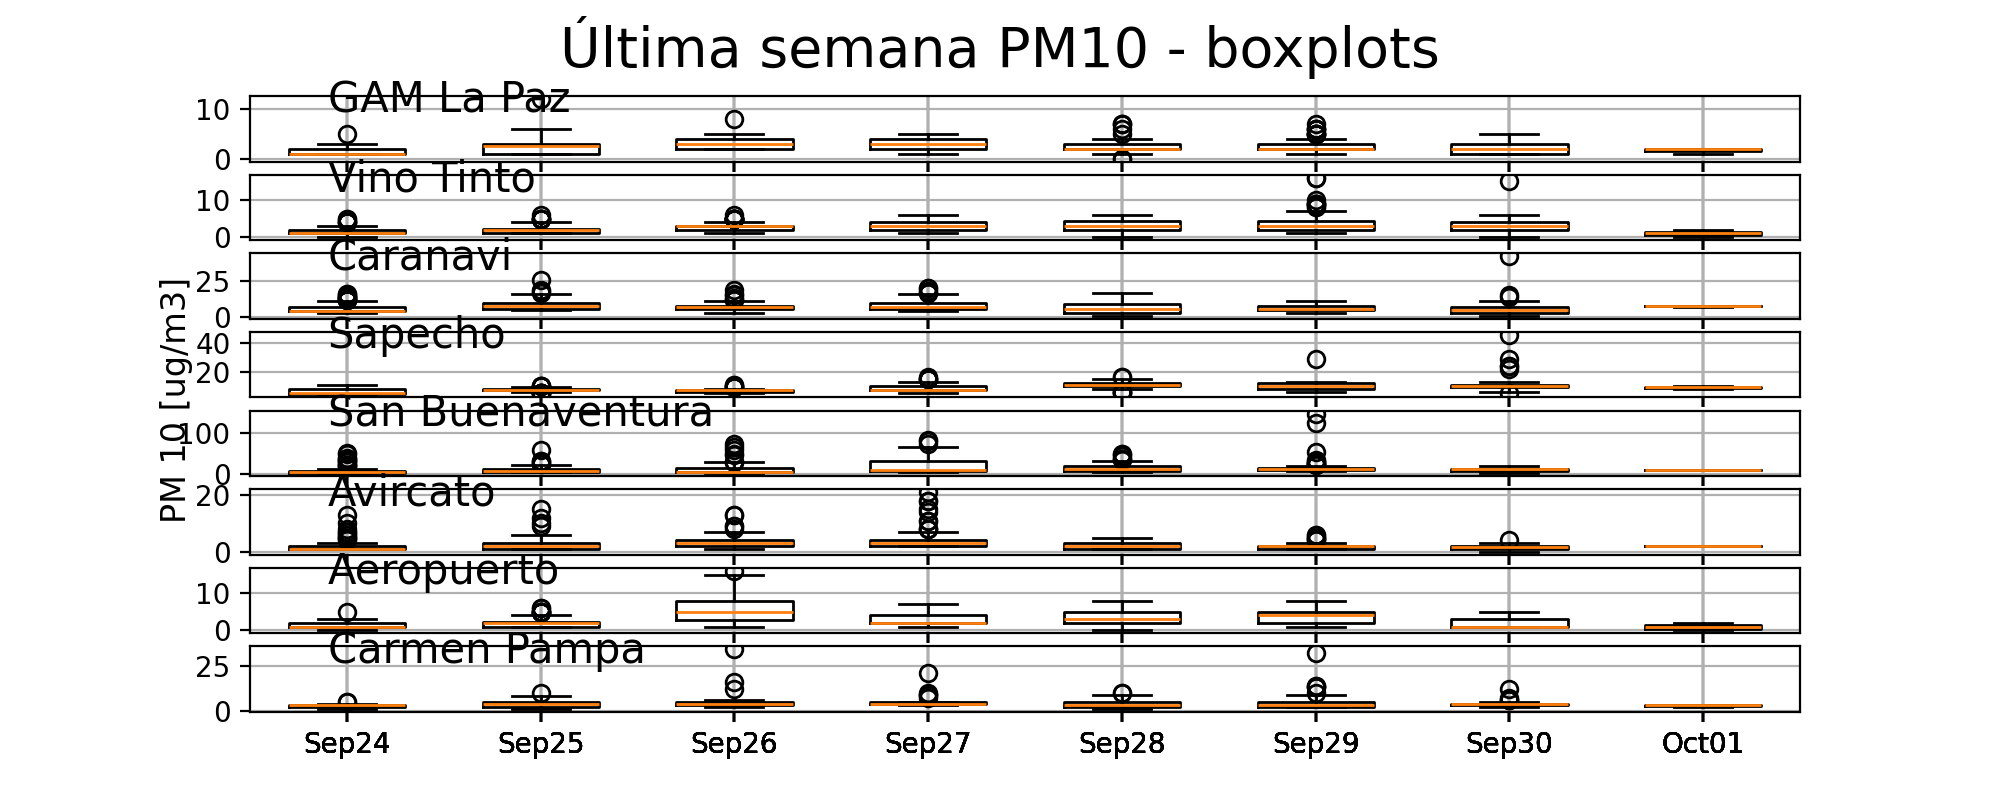 Última semana PM10 - boxplots
GAM La Paz
10
0
Vino Tinto
10
0
Caranavi
25
0
Sapecho
40
20
San Buenaventura
100
0
Avircato
20
0
Aeropuerto
10
0
Carmen Pampa
25
0
PM 10 [ug/m3]
Sep24 Sep25 Sep26 Sep27 Sep28 Sep29 Sep30 Oct01